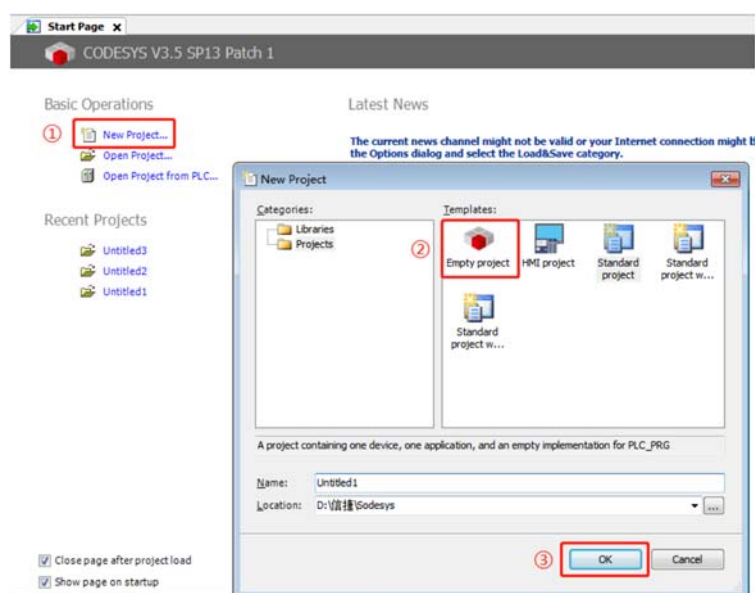 Start Page X
CODESYS V3.5 SP13 Patch 1
Basic Operations
① New Project...
Open Project...
Open Project from PLC...
Recent Projects
Untitled3
Untitled2
Untitled1
Latest News
The current news channel might not be valid or your Internet connection might
the Options dialog and select the Load&Save category.
New Project
Categories:
Libraries
Projects
Templates:
② Empty project
HMI project
Standard
project
Standard
project w...
Standard
project w...
A project containing one device, one application, and an empty implementation for PLC_PRG
Name: Untitled1
Location: D:\信捷\Sodesys
...
③ OK
Cancel
Close page after project load
Show page on startup